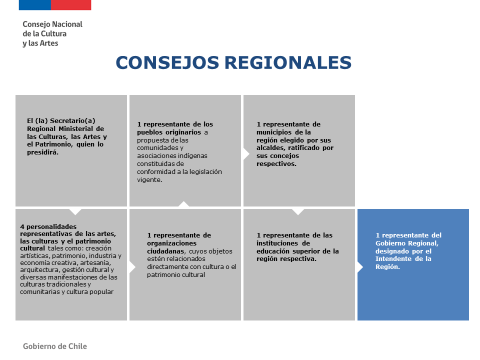 Consejo Nacional
de la Cultura
y las Artes
CONSEJOS REGIONALES
El (la) Secretario(a)
Regional Ministerial de
las Culturas, las Artes y
el Patrimonio, quien lo
presidirá.
1 representante de los
pueblos originarios a
propuesta de las
comunidades y
asociaciones indígenas
constituidas de
conformidad a la legislación
vigente.
1 representante de
municipios de la
región elegido por sus
alcaldes, ratificado por
sus concejos
respectivos.
4 personalidades
representativas de las artes,
las culturas y el patrimonio
cultural tales como: creación
artísticas, patrimonio, industria y
economía creativa, artesanía,
arquitectura, gestión cultural y
diversas manifestaciones de las
culturas tradicionales y
comunitarias y cultura popular
1 representante de
organizaciones
ciudadanas, cuyos objetos
estén relacionados
directamente con cultura o el
patrimonio cultural
1 representante de las
instituciones de
educación superior de la
región respectiva.
1 representante del
Gobierno Regional,
designado por el
Intendente de la
Región.
Gobierno de Chile